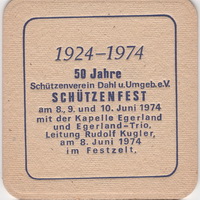 1924-1974
50 Jahre
Schützenverein Dahl u. Umgeb. e.V.
SCHÜTZENFEST
am 8., 9. und 10. Juni 1974
mit der Kapelle Egerland
und Egerland-Trio,
Leitung Rudolf Kugler,
am 8. Juni 1974
im Festzelt.